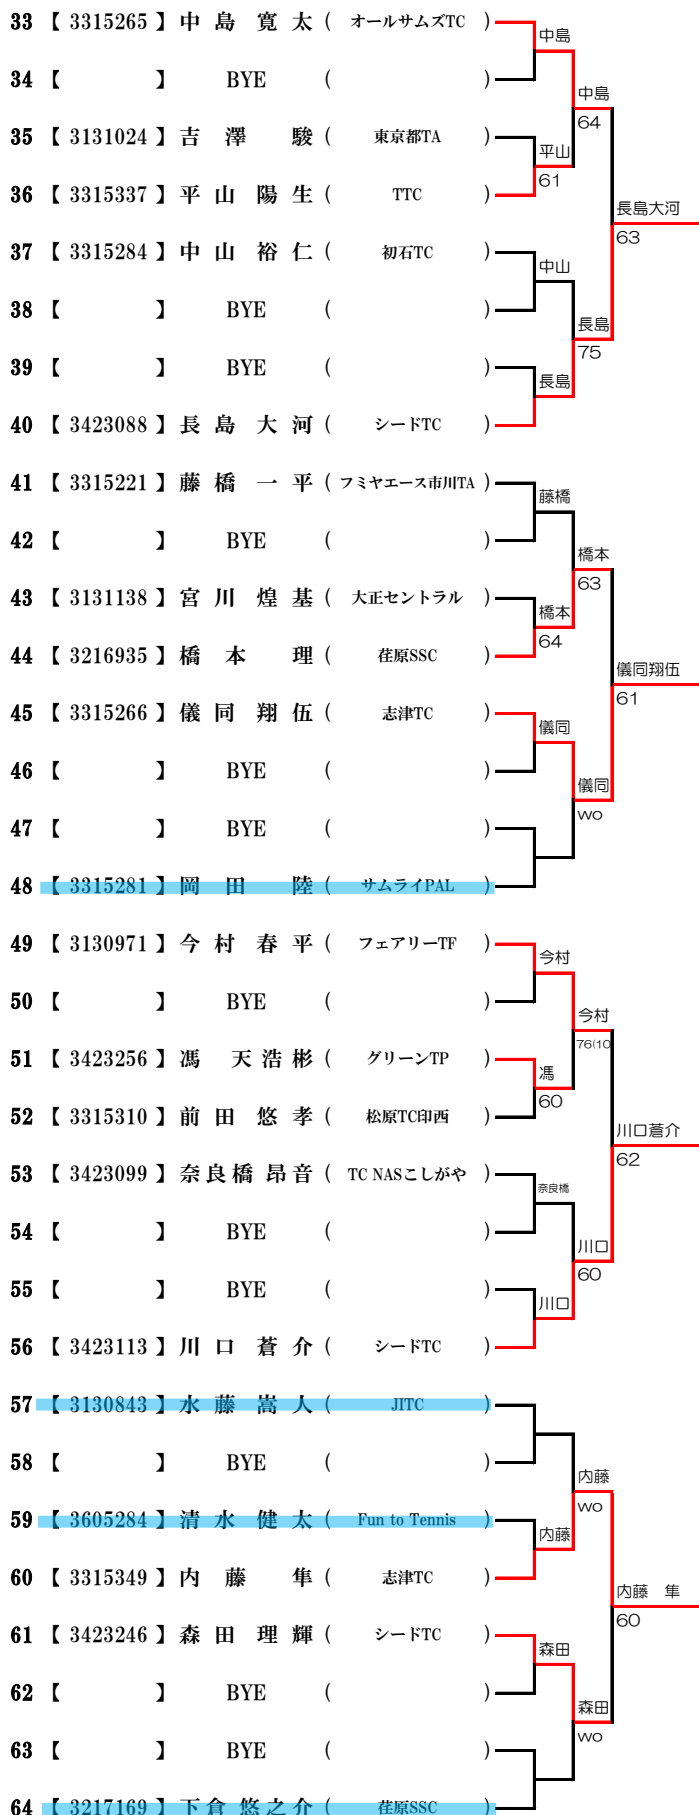 33 【 3315265 】 中 島 寛 太 ( オールサムズTC )
中島
34 【 】 BYE ( )
中島
64
35 【 3131024 】 吉 澤 駿 ( 東京都TA )
平山
61
36 【 3315337 】 平 山 陽 生 ( TTC )
長島大河
63
37 【 3315284 】 中 山 裕 仁 ( 初石TC )
中山
38 【 】 BYE ( )
長島
75
39 【 】 BYE ( )
長島
40 【 3423088 】 長 島 大 河 ( シードTC )
41 【 3315221 】 藤 橋 一 平 ( フミヤエース市川TA )
藤橋
42 【 】 BYE ( )
橋本
63
43 【 3131138 】 宮 川 煌 基 ( 大正セントラル )
橋本
64
44 【 3216935 】 橋 本 理 ( 荏原SSC )
儀同翔伍
61
45 【 3315266 】 儀 同 翔 伍 ( 志津TC )
儀同
46 【 】 BYE ( )
儀同
wo
47 【 】 BYE ( )
48 【 3315281 】 岡 田 陸 ( サムライPAL )
49 【 3130971 】 今 村 春 平 ( フェアリーTF )
今村
50 【 】 BYE ( )
今村
76(10
51 【 3423256 】 馮 天 浩 彬 ( グリーンTP )
馮
60
52 【 3315310 】 前 田 悠 孝 ( 松原TC印西 )
川口蒼介
62
53 【 3423099 】 奈良橋 昂音 ( TC NASこしがや )
奈良橋
54 【 】 BYE ( )
川口
60
55 【 】 BYE ( )
川口
56 【 3423113 】 川 口 蒼 介 ( シードTC )
57 【 3130843 】 水 藤 嵩 人 ( JITC )
58 【 】 BYE ( )
内藤
wo
59 【 3605284 】 清 水 健 太 ( Fun to Tennis )
内藤
60 【 3315349 】 内 藤 隼 ( 志津TC )
内藤 隼
60
61 【 3423246 】 森 田 理 輝 ( シードTC )
森田
62 【 】 BYE ( )
森田
wo
63 【 】 BYE ( )
64 【 3217169 】 下 倉 悠之介 ( 荏原SSC )